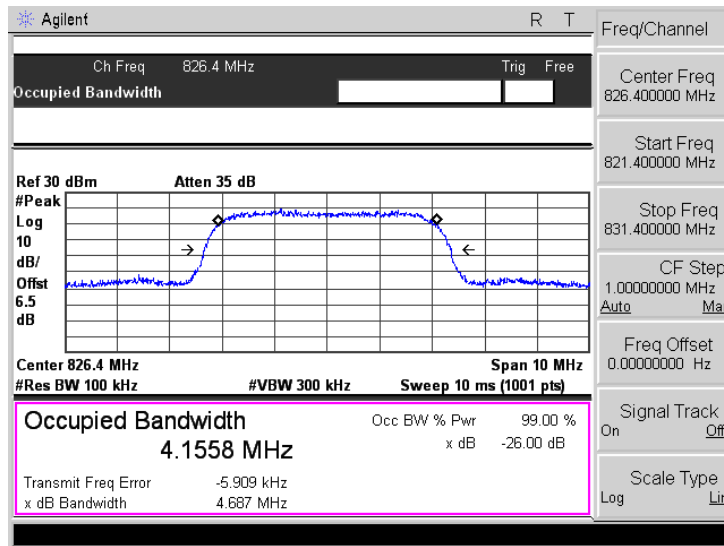 Agilent R T
Freq/Channel
Ch Freq 826.4 MHz Trig Free
Occupied Bandwidth
Center Freq
826.400000 MHz
Start Freq
821.400000 MHz
Stop Freq
831.400000 MHz
CF Step
1.00000000 MHz
Auto Ma
Freq Offset
0.00000000 Hz
Signal Track
On Off
Scale Type
Log Lin
Ref 30 dBm Atten 35 dB
#Peak
Log
10
dB/
Offst
6.5
dB
Center 826.4 MHz Span 10 MHz
#Res BW 100 kHz #VBW 300 kHz Sweep 10 ms (1001 pts)
Occupied Bandwidth Occ BW % Pwr 99.00 %
4.1558 MHz x dB -26.00 dB
Transmit Freq Error -5.909 kHz
x dB Bandwidth 4.687 MHz